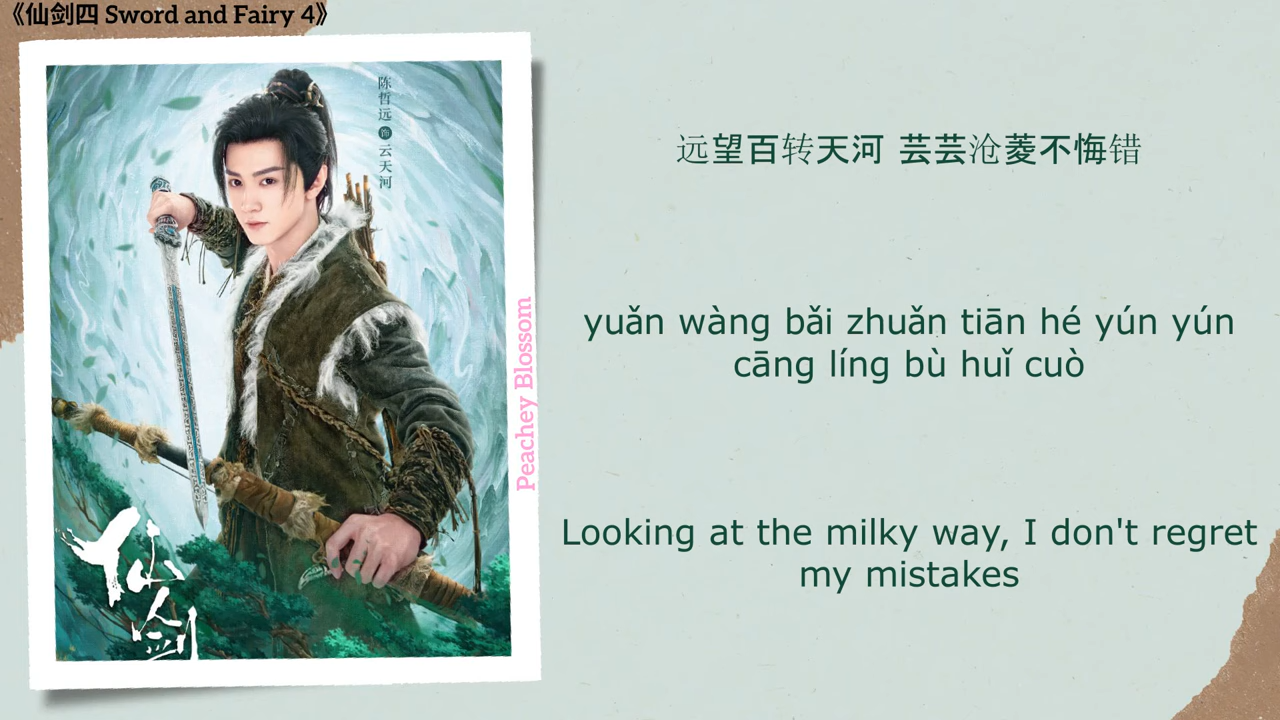 《仙剑四 Sword and Fairy 4》
陈哲远饰云天河
仙剑
Peachey Blossom
远望百转天河 芸芸沧菱不悔错
yuǎn wàng bǎi zhuǎn tiān hé yún yún
cāng líng bù huǐ cuò
Looking at the milky way, I don't regret
my mistakes